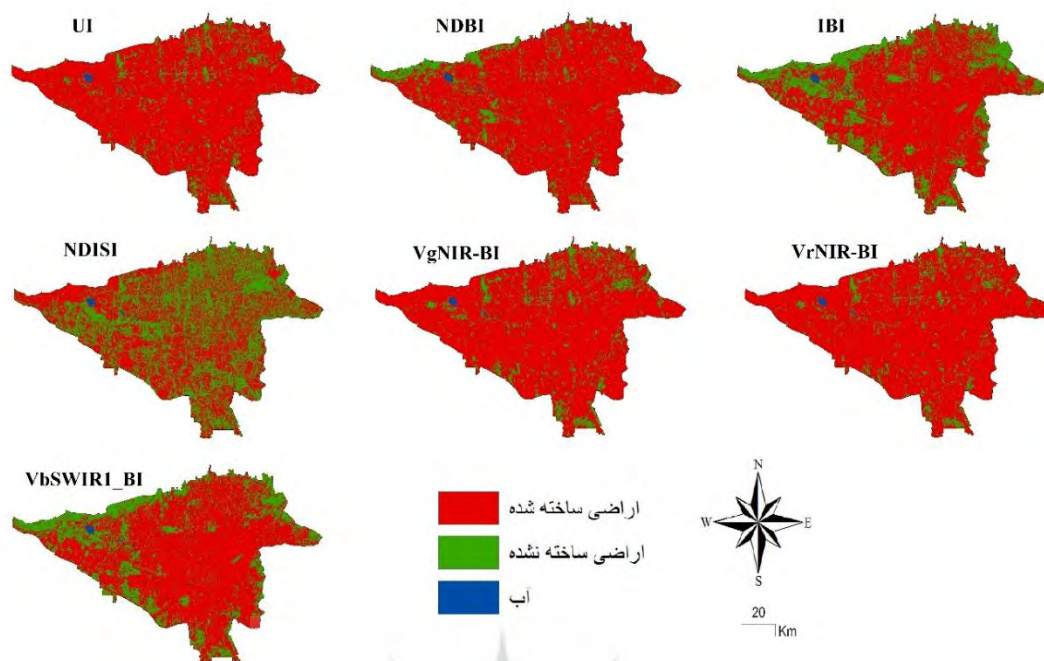 UI
NDBI
IBI
NDISI
VgNIR-BI
VrNIR-BI
VbSWIR1_BI
اراضی ساخته شده
اراضی ساخته نشده
آب
N
W
E
S
20
Km